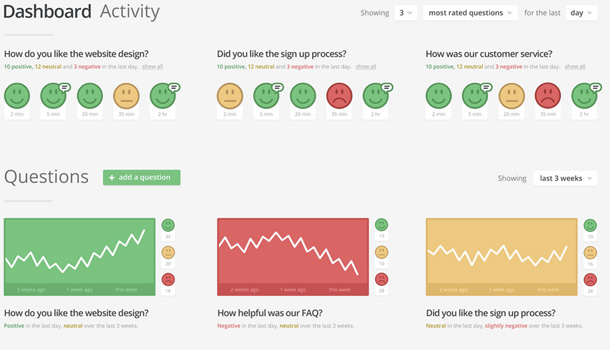 Dashboard Activity
Showing 3 most rated questions for the last day
How do you like the website design?
10 positive, 12 neutral and 3 negative in the last day. show all
2 min 5 min 20 min 35 min 2 hr
Did you like the sign up process?
10 positive, 12 neutral and 3 negative in the last day. show all
2 min 5 min 20 min 35 min 2 hr
How was our customer service?
10 positive, 12 neutral and 3 negative in the last day. show all
2 min 5 min 20 min 35 min 2 hr
Questions + add a question
Showing last 3 weeks
2 weeks ago 1 week ago this week
How do you like the website design?
Positive in the last day, neutral over the last 3 weeks.
2 weeks ago 1 week ago this week
How helpful was our FAQ?
Negative in the last day, neutral over the last 3 weeks.
2 weeks ago 1 week ago this week
Did you like the sign up process?
Neutral in the last day, slightly negative over the last 3 weeks.